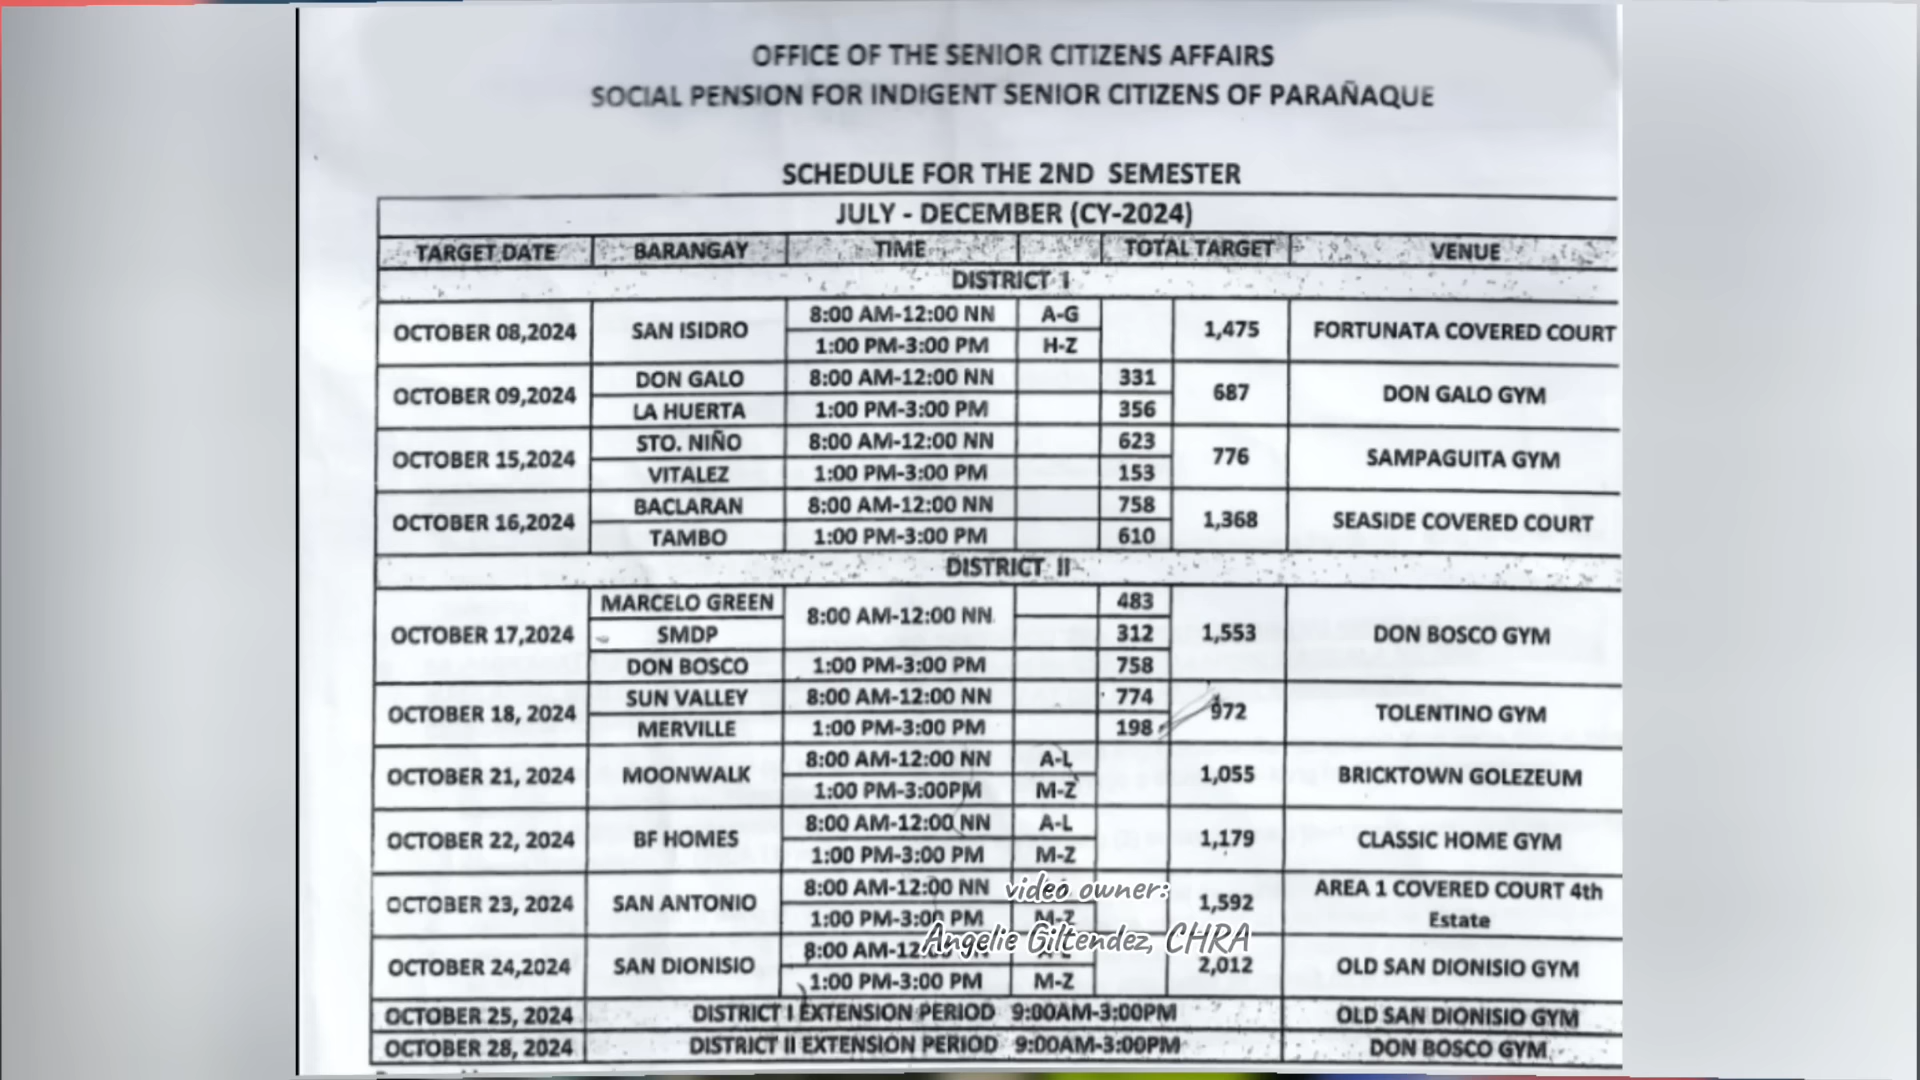 OFFICE OF THE SENIOR CITIZENS AFFAIRS
SOCIAL PENSION FOR INDIGENT SENIOR CITIZENS OF PARAÑAQUE
SCHEDULE FOR THE 2ND SEMESTER
JULY - DECEMBER (CY-2024)
TARGET DATE BARANGAY TIME TOTAL TARGET VENUE
DISTRICT I
OCTOBER 08,2024 SAN ISIDRO 8:00 AM-12:00 NN A-G 1,475 FORTUNATA COVERED COURT
1:00 PM-3:00 PM H-Z
OCTOBER 09,2024 DON GALO 8:00 AM-12:00 NN 331 687 DON GALO GYM
LA HUERTA 1:00 PM-3:00 PM 356
OCTOBER 15,2024 STO. NIÑO 8:00 AM-12:00 NN 623 776 SAMPAGUITA GYM
VITALEZ 1:00 PM-3:00 PM 153
OCTOBER 16,2024 BACLARAN 8:00 AM-12:00 NN 758 1,368 SEASIDE COVERED COURT
TAMBO 1:00 PM-3:00 PM 610
DISTRICT II
OCTOBER 17,2024 MARCELO GREEN 8:00 AM-12:00 NN 483 1,553 DON BOSCO GYM
SMDP 312
DON BOSCO 1:00 PM-3:00 PM 758
OCTOBER 18, 2024 SUN VALLEY 8:00 AM-12:00 NN 774 972 TOLENTINO GYM
MERVILLE 1:00 PM-3:00 PM 198
OCTOBER 21, 2024 MOONWALK 8:00 AM-12:00 NN A-L 1,055 BRICKTOWN GOLEZEUM
1:00 PM-3:00PM M-Z
OCTOBER 22, 2024 BF HOMES 8:00 AM-12:00 NN A-L 1,179 CLASSIC HOME GYM
1:00 PM-3:00 PM M-Z
OCTOBER 23, 2024 SAN ANTONIO 8:00 AM-12:00 NN 1,592 AREA 1 COVERED COURT 4th
Estate
1:00 PM-3:00 PM M-Z
video owner:
Angelie Giltendez, CHRA
OCTOBER 24,2024 SAN DIONISIO 8:00 AM-12:00 NN A-L 2,012 OLD SAN DIONISIO GYM
1:00 PM-3:00 PM M-Z
OCTOBER 25, 2024 DISTRICT I EXTENSION PERIOD 9:00AM-3:00PM OLD SAN DIONISIO GYM
OCTOBER 28, 2024 DISTRICT II EXTENSION PERIOD 9:00AM-3:00PM DON BOSCO GYM